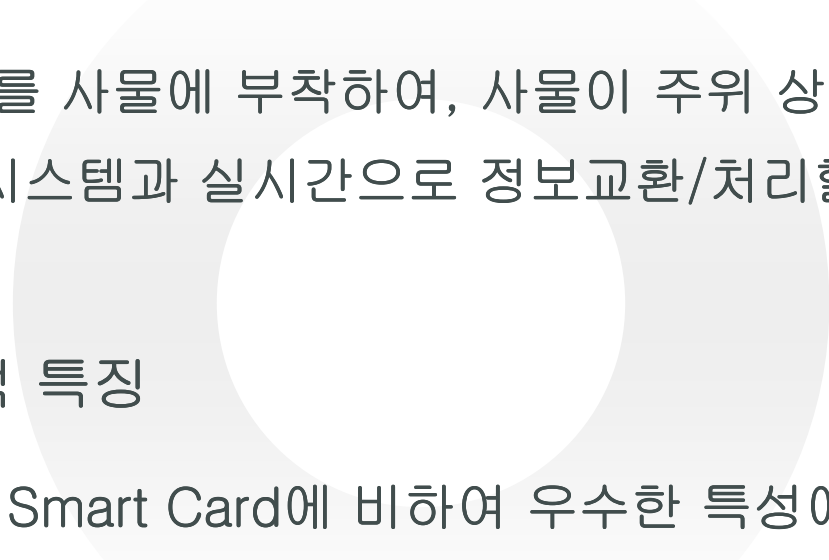 를 사물에 부착하여, 사물이 주위 상
시스템과 실시간으로 정보교환/처리할
특징
Smart Card에 비하여 우수한 특성에